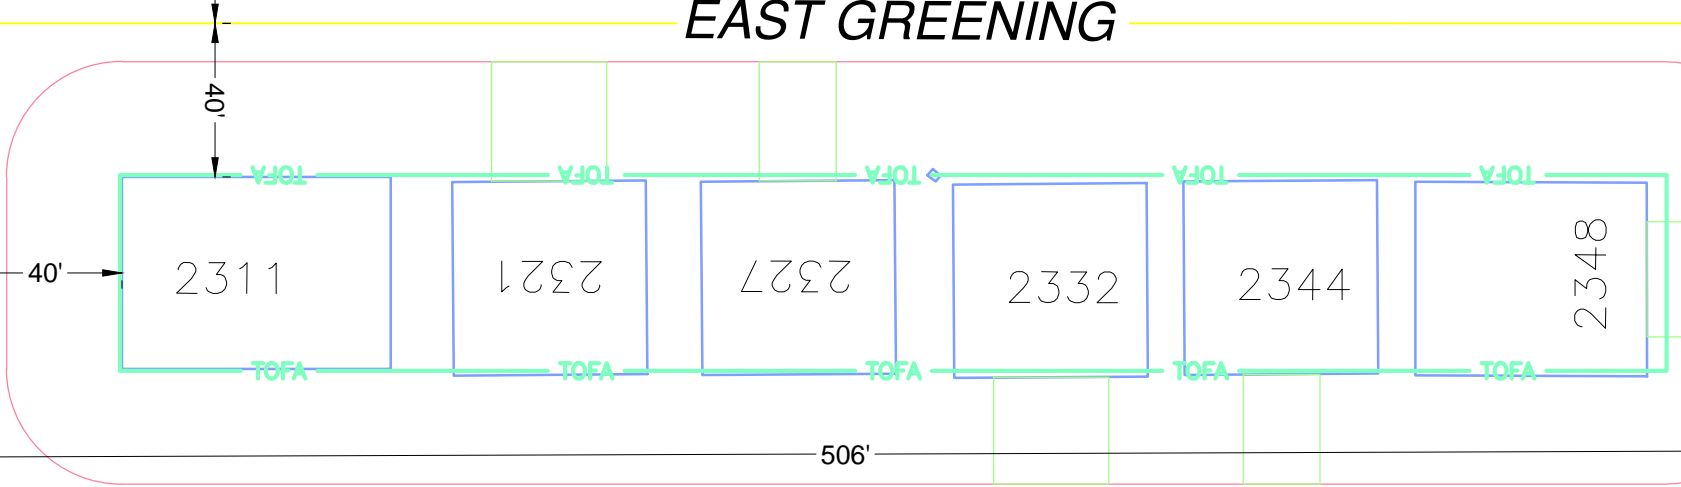 EAST GREENING
40'
TOFA TOFA TOFA TOFA TOFA
40' 2311 2321 2327 2332 2344 2348
TOFA TOFA TOFA TOFA TOFA
506'